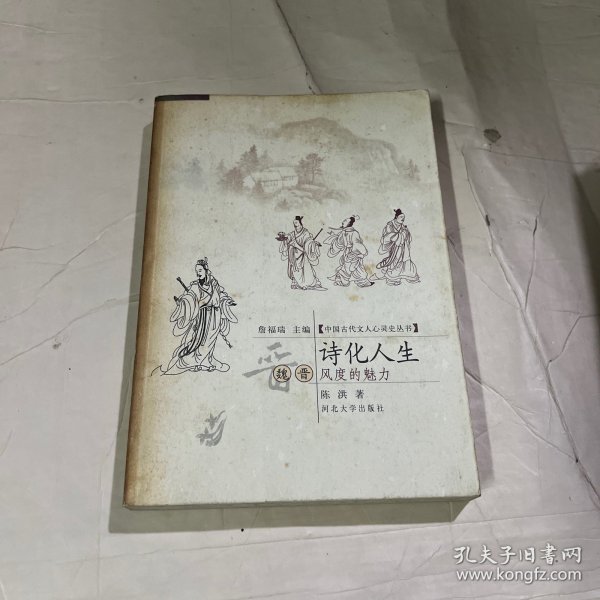 詹福瑞 主编【中国古代文人心灵史丛书】
诗化人生
晋
魏晋风度的魅力
陈洪著
河北大学出版社
孔夫子旧书网
www.kongfz.com